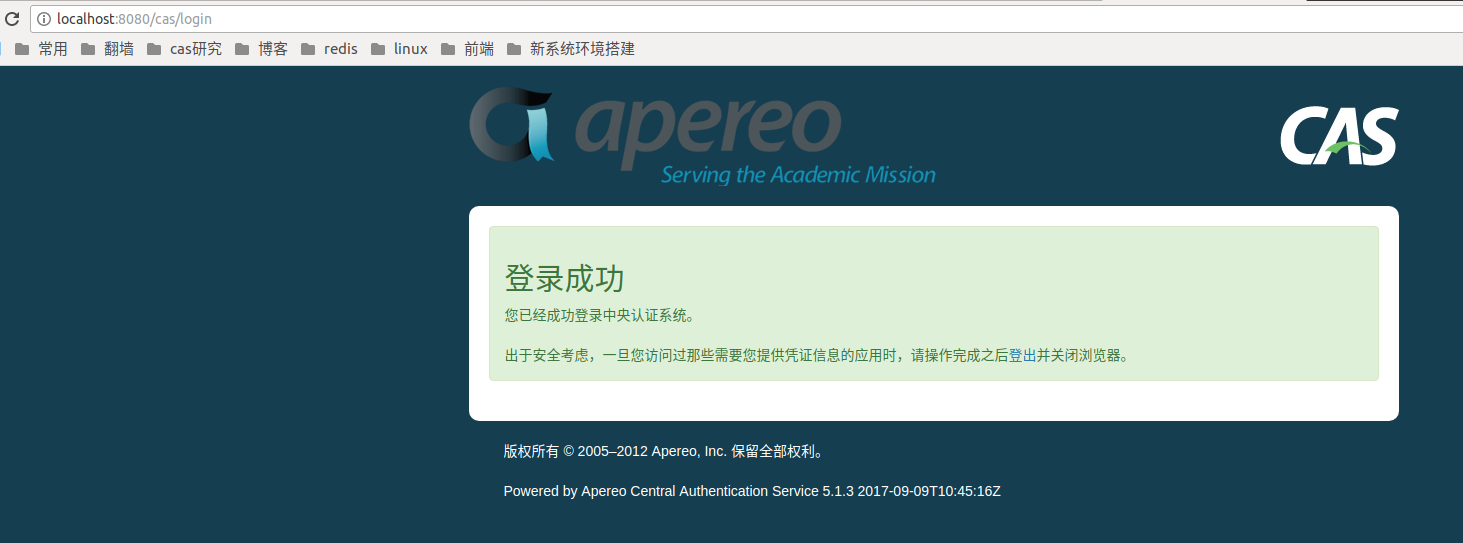 localhost:8080/cas/login
常用 翻墙 cas研究 博客 redis linux 前端 新系统环境搭建
apereo
Serving the Academic Mission
CAS
登录成功
您已经成功登录中央认证系统。
出于安全考虑，一旦您访问过那些需要您提供凭证信息的应用时，请操作完成之后登出并关闭浏览器。
版权所有 © 2005–2012 Apereo, Inc. 保留全部权利。
Powered by Apereo Central Authentication Service 5.1.3 2017-09-09T10:45:16Z